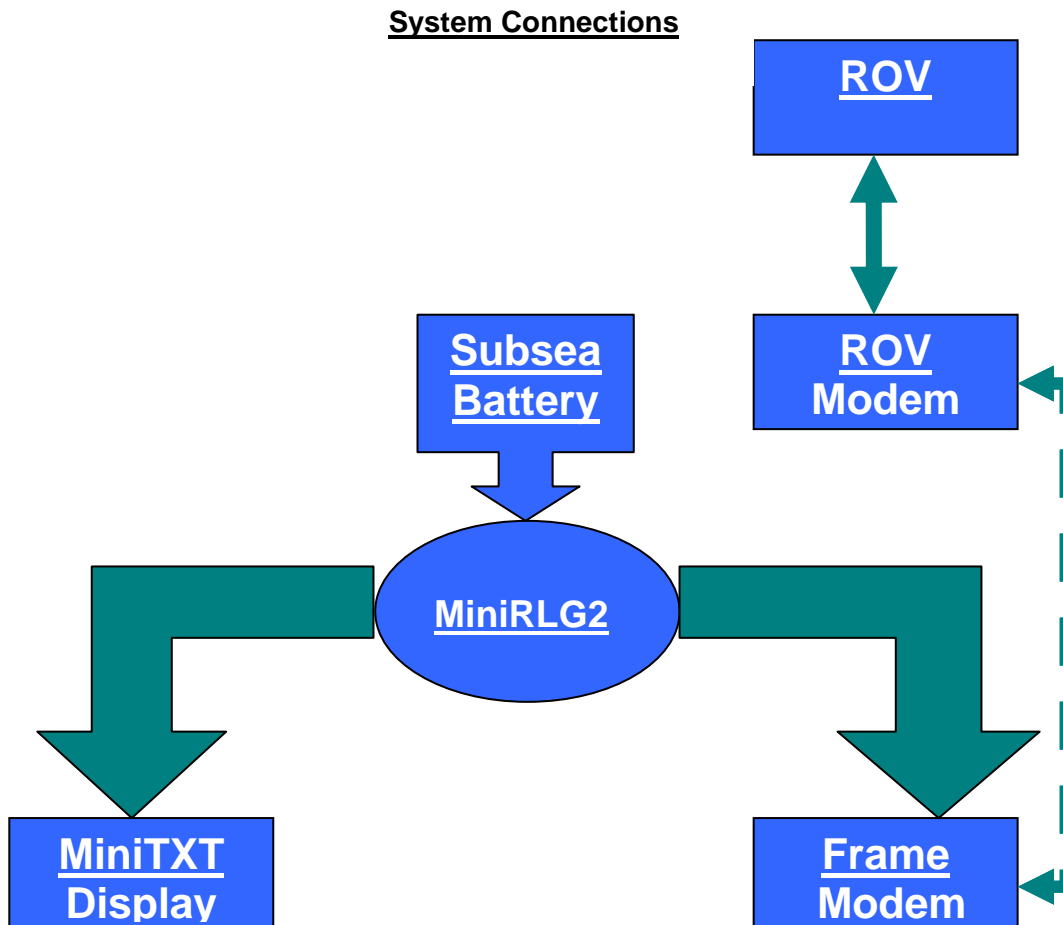 System Connections
ROV
ROV
Modem
Subsea
Battery
MiniRLG2
MiniTXT
Display
Frame
Modem